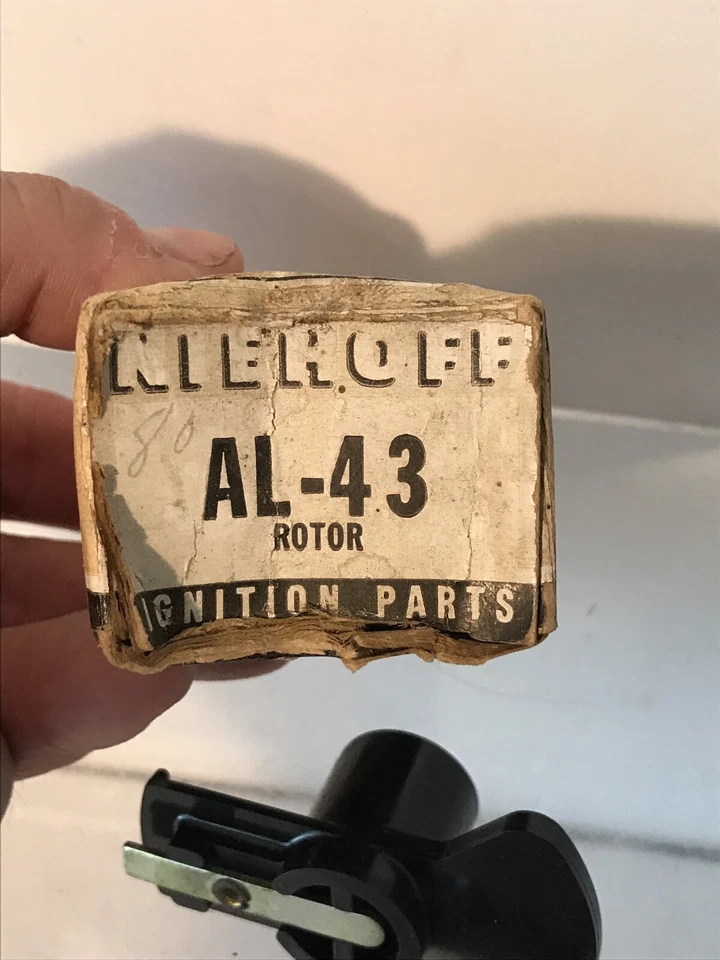 NIEHOFF
80
AL-43
ROTOR
IGNITION PARTS